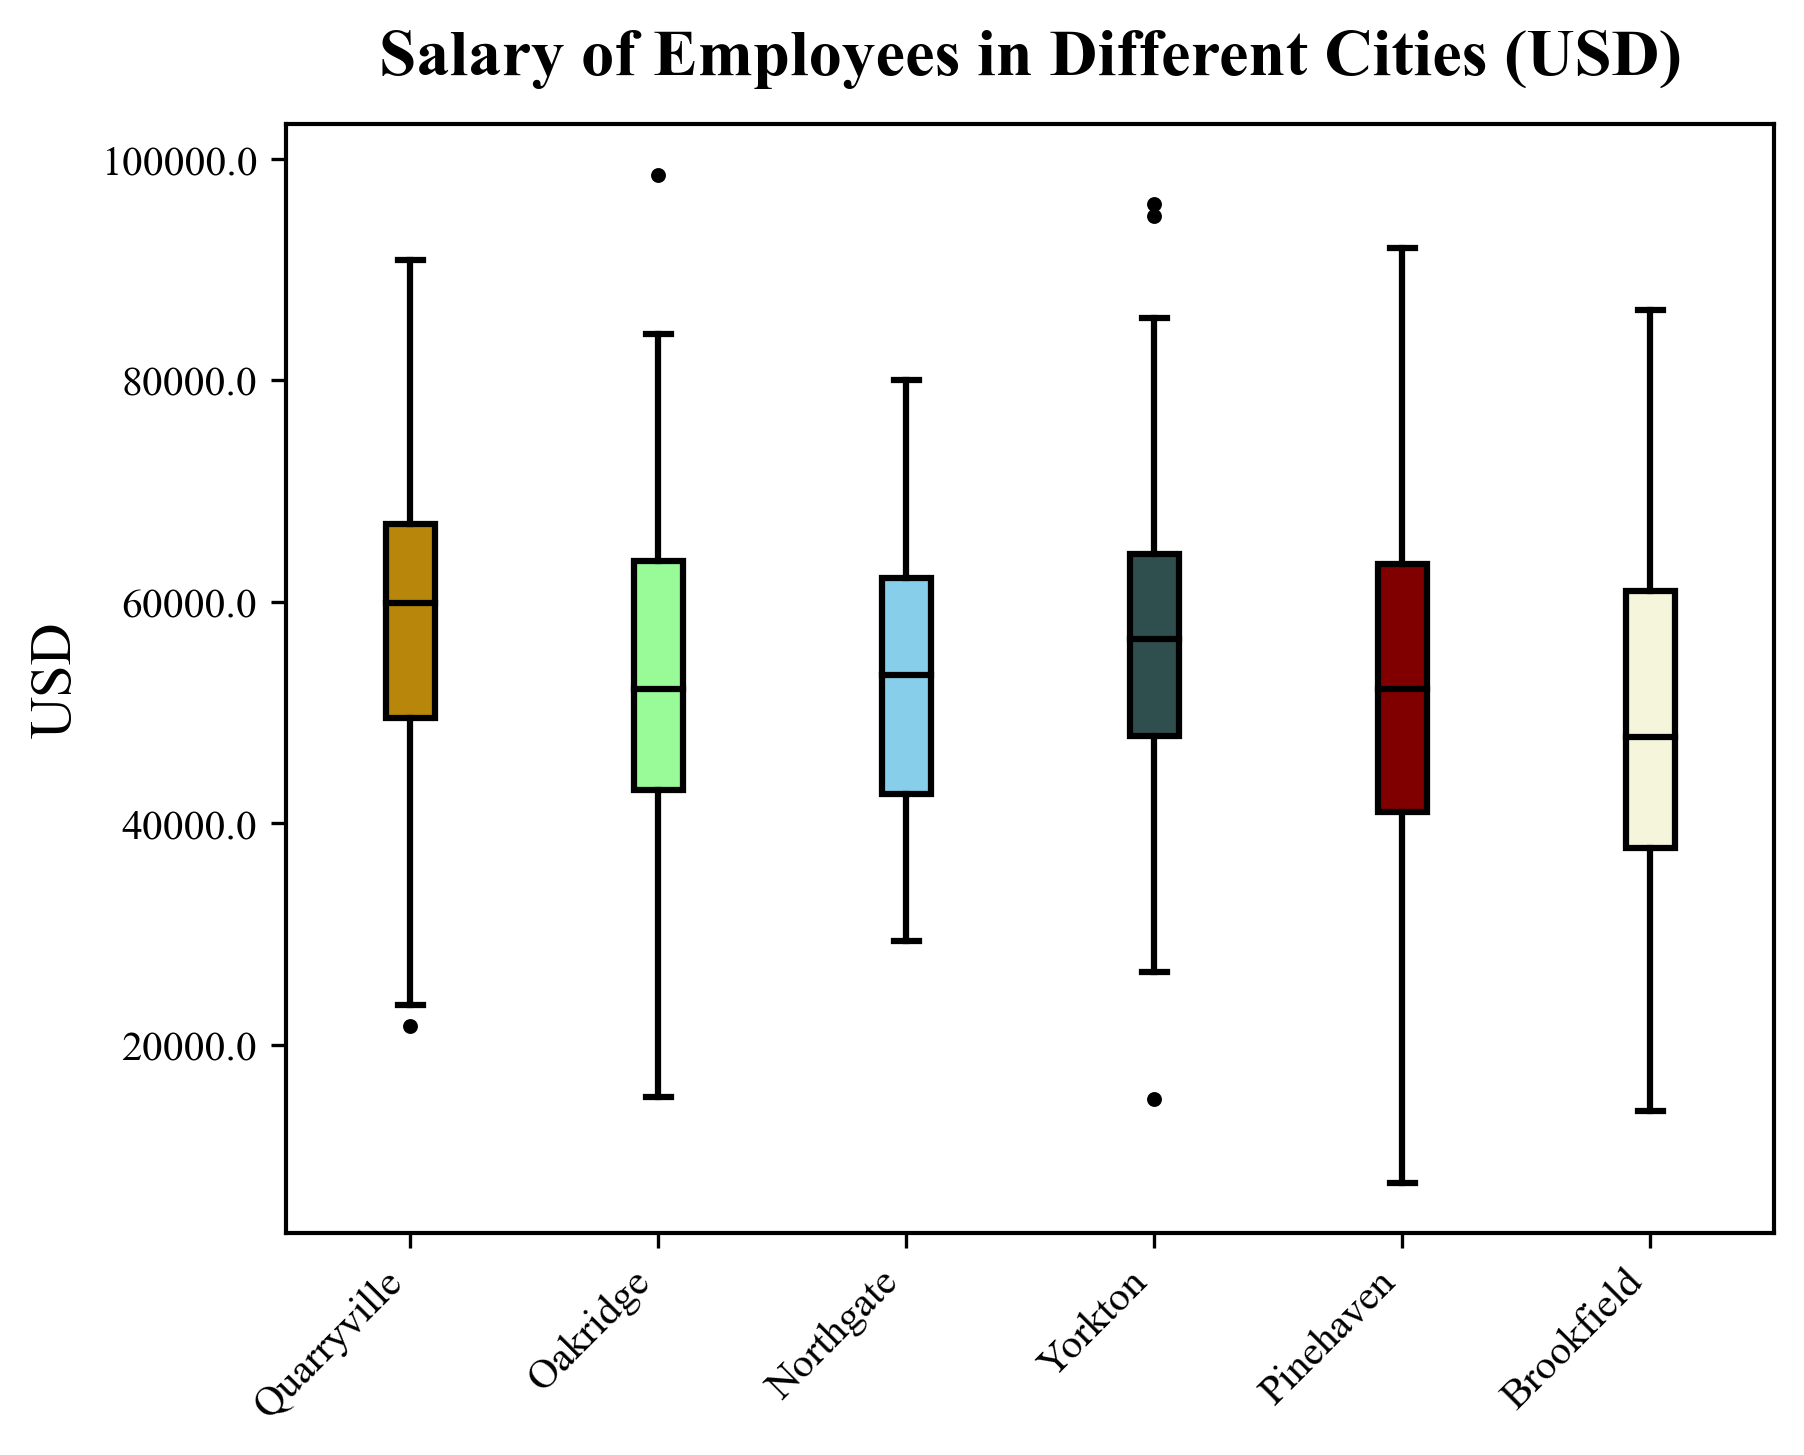 Salary of Employees in Different Cities (USD)
USD
100000.0
80000.0
60000.0
40000.0
20000.0
Quarryville
Oakridge
Northgate
Yorkton
Pinehaven
Brookfield